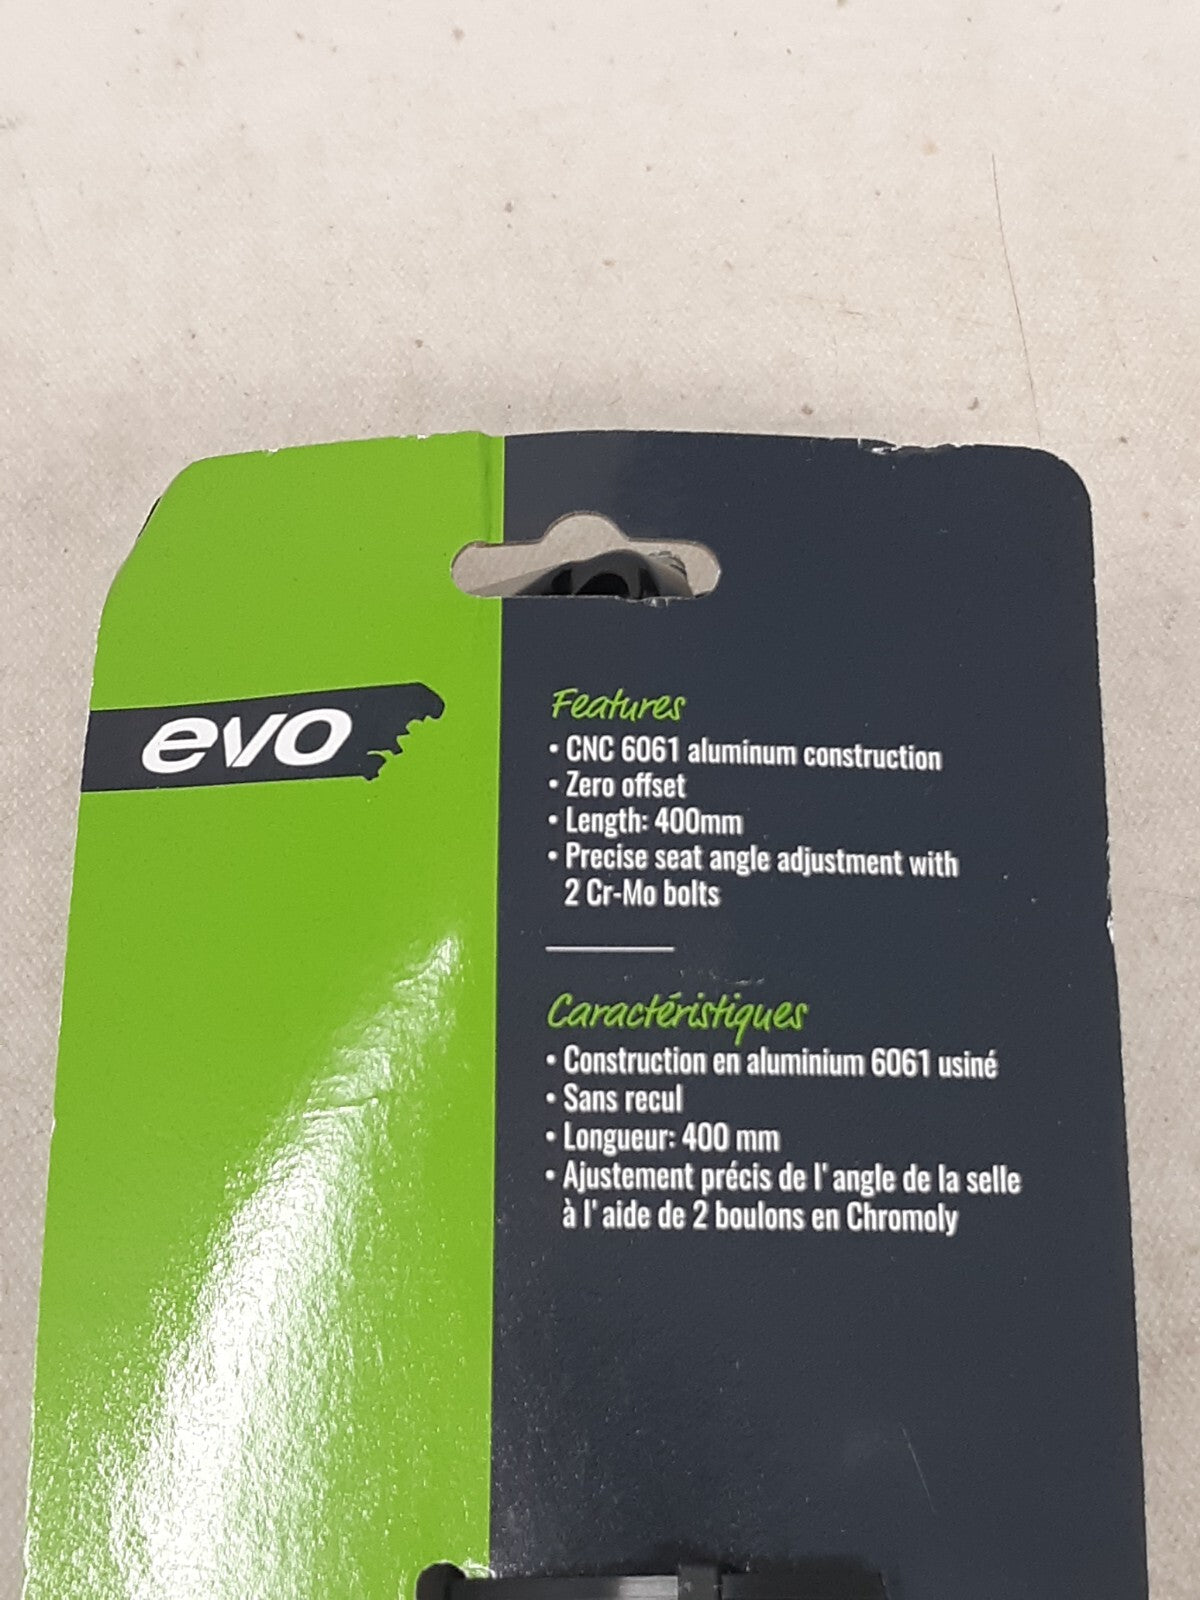 evo
Features
• CNC 6061 aluminum construction
• Zero offset
• Length: 400mm
• Precise seat angle adjustment with
2 Cr-Mo bolts
Caractéristiques
• Construction en aluminium 6061 usiné
• Sans recul
• Longueur: 400 mm
• Ajustement précis de l'angle de la selle
à l'aide de 2 boulons en Chromoly